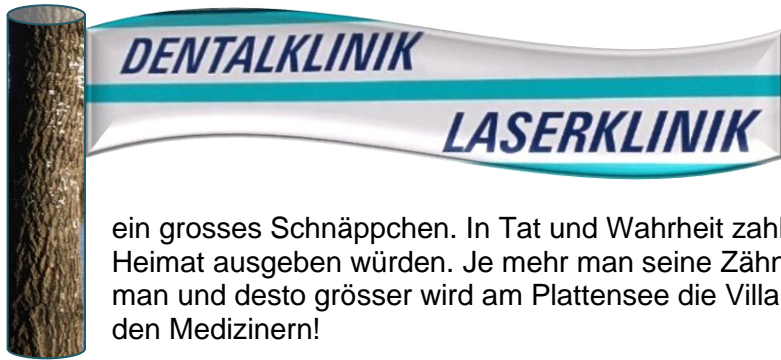 DENTALKLINIK
LASERKLINIK
ein grosses Schnäppchen. In Tat und Wahrheit zahl
Heimat ausgeben würden. Je mehr man seine Zähn
man und desto grösser wird am Plattensee die Villa
den Medizinern!